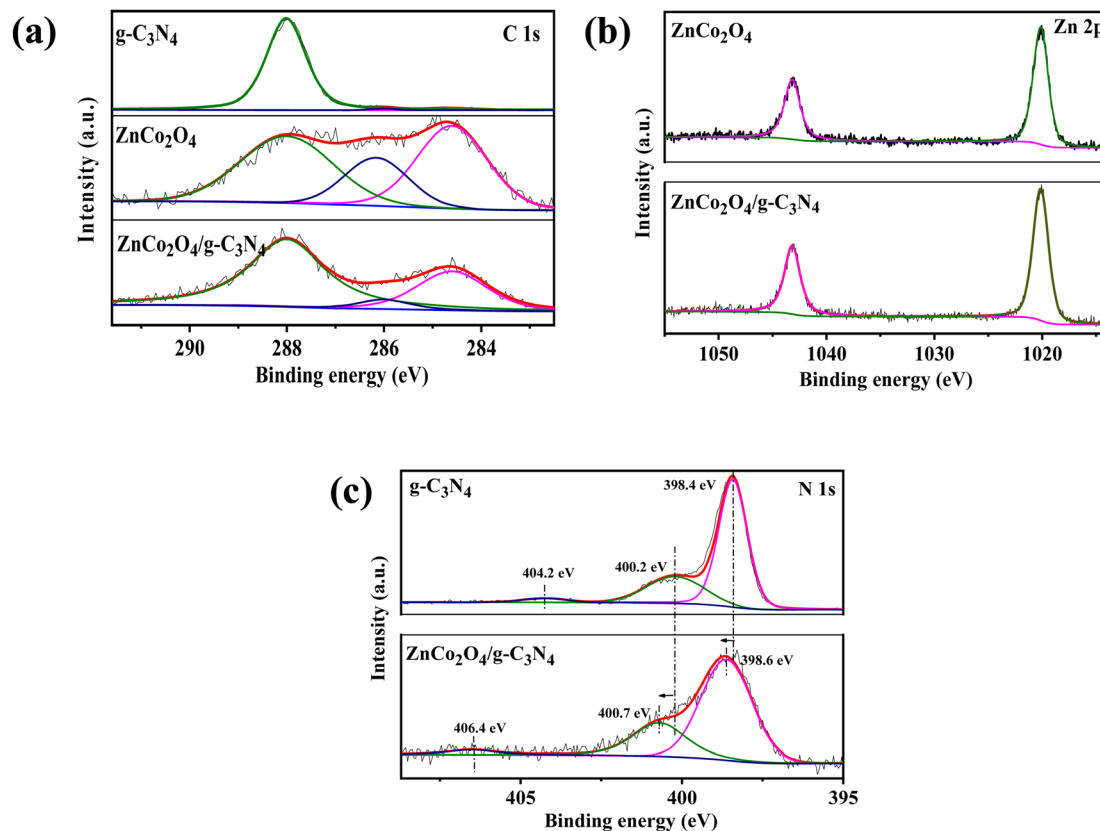 (a)
g-C₃N₄
C 1s
ZnCo₂O₄
ZnCo₂O₄/g-C₃N₄
Intensity (a.u.)
290 288 286 284
Binding energy (eV)
(b)
ZnCo₂O₄
Zn 2p
ZnCo₂O₄/g-C₃N₄
Intensity (a.u.)
1050 1040 1030 1020
Binding energy (eV)
(c)
g-C₃N₄
398.4 eV
N 1s
400.2 eV
404.2 eV
ZnCo₂O₄/g-C₃N₄
398.6 eV
400.7 eV
406.4 eV
Intensity (a.u.)
405 400 395
Binding energy (eV)